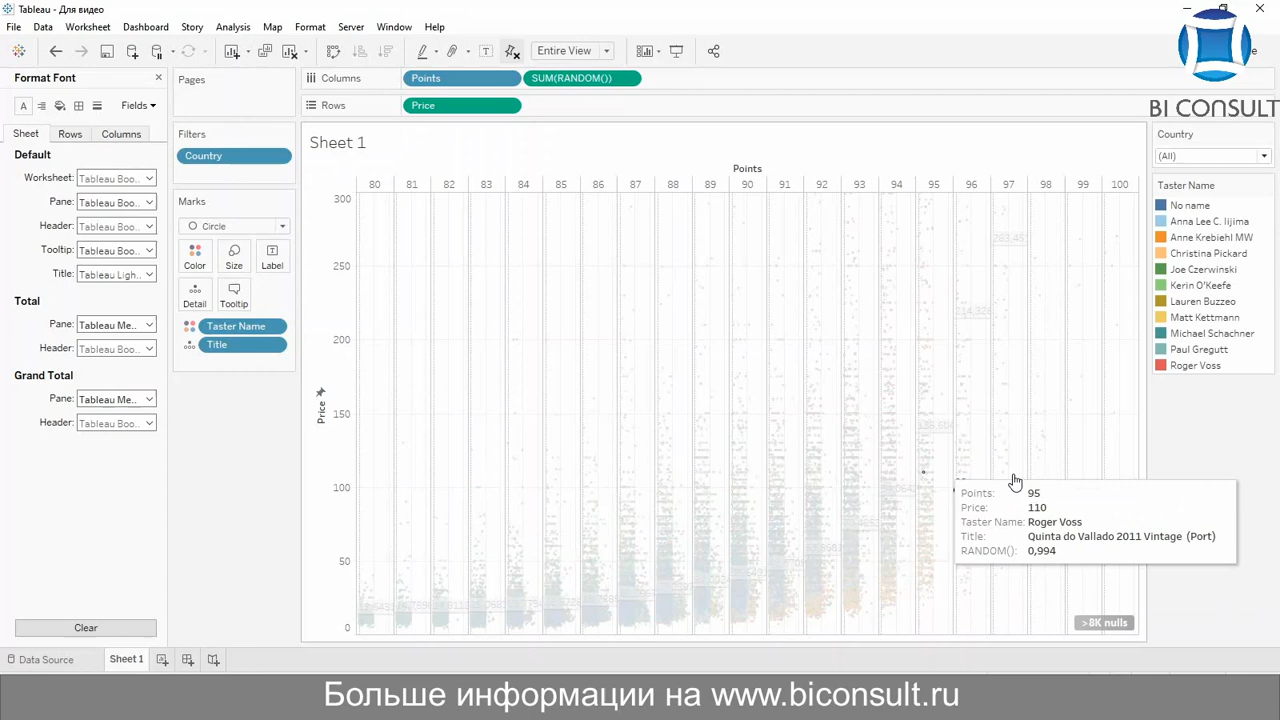 Tableau - Для видео
File Data Worksheet Dashboard Story Analysis Map Format Server Window Help
Entire View
BI CONSULT
Format Font
Fields
Sheet Rows Columns
Default
Worksheet: Tableau Boo..
Pane: Tableau Boo..
Header: Tableau Boo..
Tooltip: Tableau Boo..
Title: Tableau Ligh..
Total
Pane: Tableau Me..
Header: Tableau Boo..
Grand Total
Pane: Tableau Me..
Header: Tableau Boo..
Clear
Pages
Filters
Country
Marks
Circle
Color Size Label
Detail Tooltip
Taster Name
Title
Columns Points SUM(RANDOM())
Rows Price
Sheet 1
Points
80 81 82 83 84 85 86 87 88 89 90 91 92 93 94 95 96 97 98 99 100
Price
300
250
200
150
100
50
0
Points: 95
Price: 110
Taster Name: Roger Voss
Title: Quinta do Vallado 2011 Vintage (Port)
RANDOM(): 0,994
>8K nulls
Country
(All)
Taster Name
No name
Anna Lee C. Iijima
Anne Krebiehl MW
Christina Pickard
Joe Czerwinski
Kerin O'Keefe
Lauren Buzzeo
Matt Kettmann
Michael Schachner
Paul Gregutt
Roger Voss
Data Source Sheet 1
Больше информации на www.biconsult.ru